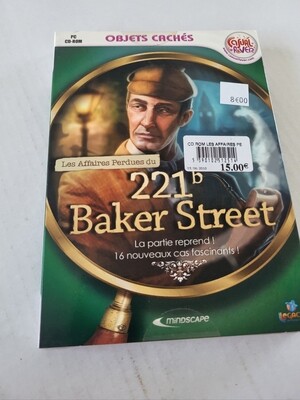 PC
CD-ROM
OBJETS CACHÉS
8€00
CD ROM LES AFFAIRES PE
15.00€
Les Affaires Perdues du
221b
Baker Street
La partie reprend !
16 nouveaux cas fascinants !
mindscape